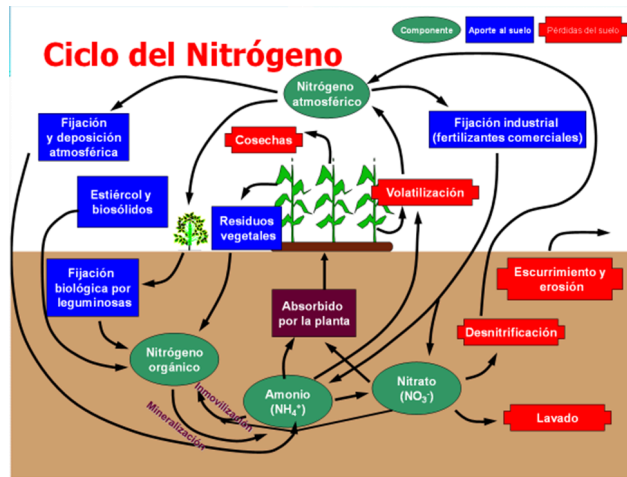 Componente
Aporte al suelo
Pérdidas del suelo
Ciclo del Nitrógeno
Nitrógeno
atmosférico
Fijación
y deposición
atmosférica
Fijación industrial
(fertilizantes comerciales)
Cosechas
Estiércol y
biosólidos
Volatilización
Residuos
vegetales
Escurrimiento y
erosión
Fijación
biológica por
leguminosas
Absorbido
por la planta
Desnitrificación
Nitrógeno
orgánico
Amonio
(NH₄⁺)
Nitrato
(NO₃⁻)
Inmovilización
Mineralización
Lavado